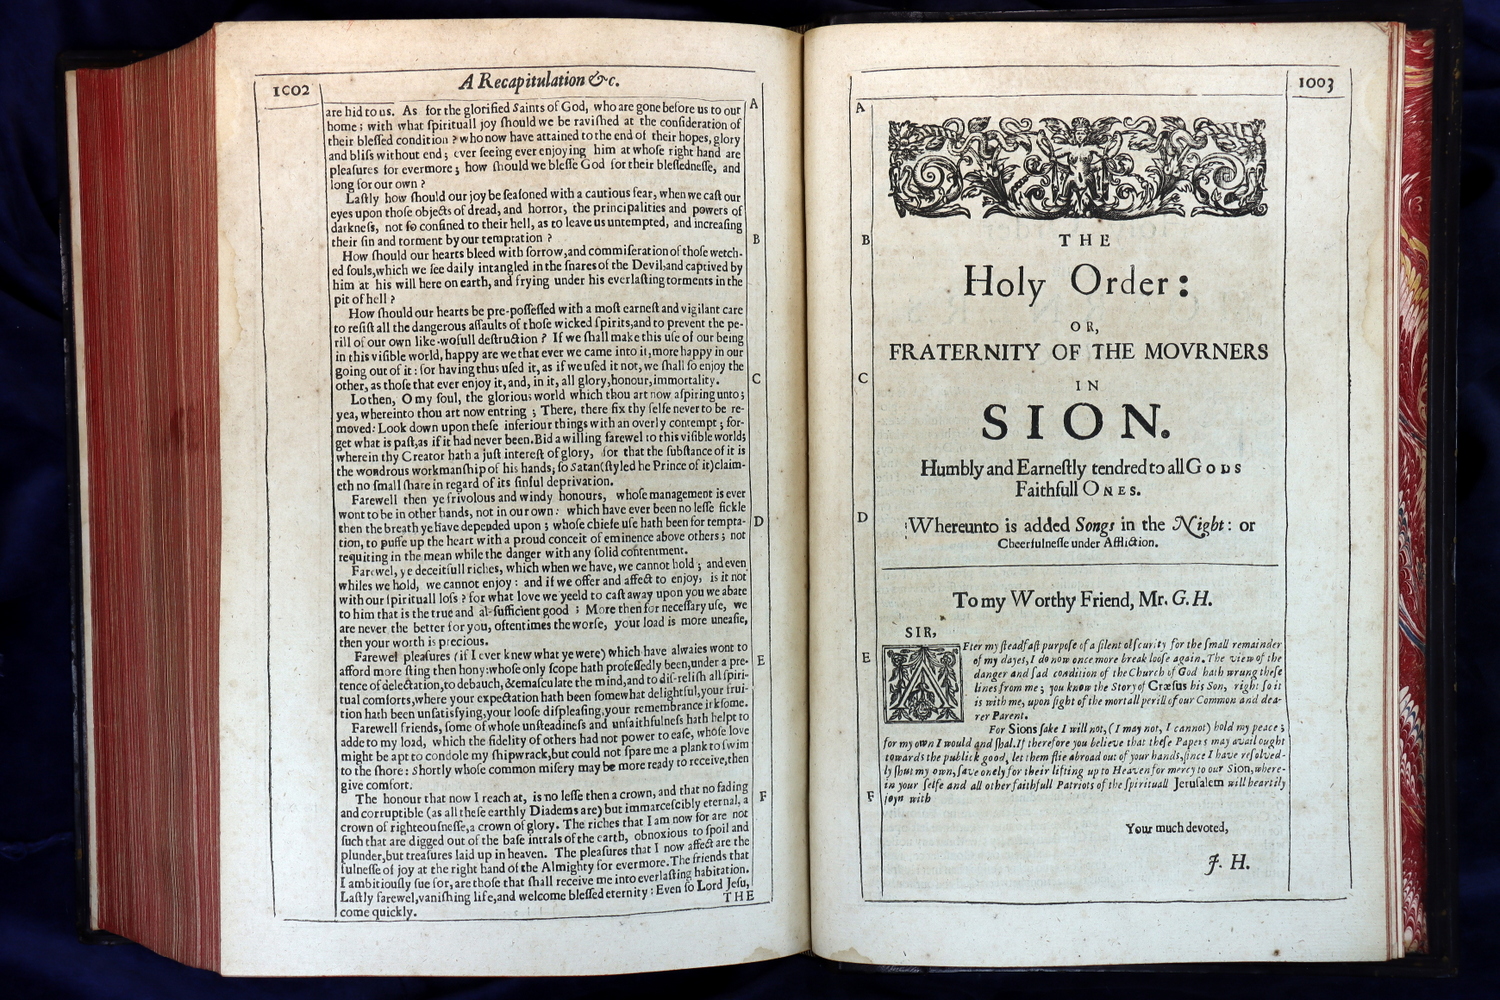 1002
A Recapitulation &c.
are hid to us. As for the glorified Saints of God, who are gone before us to our
home; with what ſpirituall joy ſhould we be raviſhed at the conſideration of
their bleſſed condition ? who now have attained to the end of their hopes, glory
and bliſs without end; ever ſeeing ever enjoying him at whoſe right hand are
pleaſures for evermore; how ſhould we bleſſe God for their bleſſedneſſe, and
long for our own ?
Laſtly how ſhould our joy be ſeaſoned with a cautious fear, when we caſt our
eyes upon thoſe objects of dread, and horror, the principalities and powers of
darkneſs, not ſo confined to their hell, as to leave us untempted, and increaſing
their ſin and torment by our temptation ?
How ſhould our hearts bleed with ſorrow,and commiſeration of thoſe wetch-
ed ſouls,which we ſee daily intangled in the ſnares of the Devil,and captived by
him at his will here on earth, and frying under his everlaſting torments in the
pit of hell ?
How ſhould our hearts be pre-poſſeſſed with a moſt earneſt and vigilant care
to reſiſt all the dangerous aſſaults of thoſe wicked ſpirits,and to prevent the pe-
rill of our own like-wofull deſtruction ? If we ſhall make this uſe of our being
in this viſible world, happy are we that ever we came into it, more happy in our
going out of it : for having thus uſed it, as if we uſed it not, we ſhall ſo enjoy the
other, as thoſe that ever enjoy it, and, in it, all glory,honour,immortality.
Lo then, O my ſoul, the glorious world which thou art now aſpiring unto;
yea, whereinto thou art now entring ; There, there fix thy ſelfe never to be re-
moved: Look down upon theſe inferiour things with an overly contempt ; for-
get what is paſt,as if it had never been.Bid a willing farewel to this viſible world;
wherein thy Creator hath a juſt intereſt of glory, for that the ſubſtance of it is
the wondrous workmanſhip of his hands; ſo Satan(ſtyled he Prince of it)claim-
eth no ſmall ſhare in regard of its ſinful deprivation.
Farewell then ye frivolous and windy honours, whoſe management is ever
wont to be in other hands, not in our own : which have ever been no leſſe fickle
then the breath ye have depended upon ; whoſe chiefe uſe hath been for tempta-
tion, to puffe up the heart with a proud conceit of eminence above others ; not
requiting in the mean while the danger with any ſolid contentment.
Farewel, ye deceitfull riches, which when we have, we cannot hold ; and even
whiles we hold, we cannot enjoy : and if we offer and affect to enjoy, is it not
with our ſpirituall loſs ? for what love we yeeld to caſt away upon you we abate
to him that is the true and al-ſufficient good ; More then for neceſſary uſe, we
are never the better for you, oftentimes the worſe, your load is more uneaſie,
then your worth is precious.
Farewel pleaſures (if I ever knew what ye were) which have alwaies wont to
afford more ſting then hony:whoſe only ſcope hath profeſſedly been,under a pre-
tence of delectation,to debauch, &emaſculate the mind,and to diſ-reliſh all ſpiri-
tual comforts,where your expectation hath been ſomewhat delightful,your frui-
tion hath been unſatisfying,your looſe diſpleaſing,your remembrance irkſome.
Farewell friends, ſome of whoſe unſteadineſs and unfaithfulneſs hath helpt to
adde to my load, which the fidelity of others had not power to eaſe, whoſe love
might be apt to condole my ſhipwrack,but could not ſpare me a plank to ſwim
to the ſhore : Shortly whoſe common miſery may be more ready to receive,then
give comfort.
The honour that now I reach at, is no leſſe then a crown, and that no fading
and corruptible (as all theſe earthly Diadems are) but immarceſcibly eternal, a
crown of righteouſneſſe,a crown of glory. The riches that I am now for are not
ſuch that are digged out of the baſe intrals of the earth, obnoxious to ſpoil and
plunder,but treaſures laid up in heaven. The pleaſures that I now affect are the
fulneſſe of joy at the right hand of the Almighty for evermore.The friends that
I ambitiouſly ſue for,are thoſe that ſhall receive me into everlaſting habitation.
Laſtly farewel,vaniſhing life,and welcome bleſſed eternity : Even ſo Lord Jeſu,
come quickly.
THE
A
B
C
D
E
F
1003
A
B
C
D
E
F
THE
Holy Order:
OR,
FRATERNITY OF THE MOVRNERS
IN
SION.
Humbly and Earneſtly tendred to all GODS
Faithfull ONES.
Whereunto is added Songs in the Night: or
Cheerfulneſſe under Affliction.
To my Worthy Friend, Mr. G. H.
SIR,
AFter my ſteadfaſt purpoſe of a ſilent obſcurity for the ſmall remainder
of my dayes, I do now once more break looſe again. The view of the
danger and ſad condition of the Church of God hath wrung theſe
lines from me ; you know the Story of Crœſus his Son, right ſo it
is with me, upon ſight of the mortall perill of our Common and dea-
rer Parent.
For Sions ſake I will not, ( I may not, I cannot) hold my peace ;
for my own I would and ſhal.If therefore you believe that theſe Papers may avail ought
towards the publick good, let them flie abroad out of your hands,ſince I have reſolved-
ly ſhut my own,ſave onely for their lifting up to Heaven for mercy to our Sion,where-
in your ſelfe and all other faithfull Patriots of the ſpirituall Jeruſalem will heartily
joyn with
Your much devoted,
J. H.